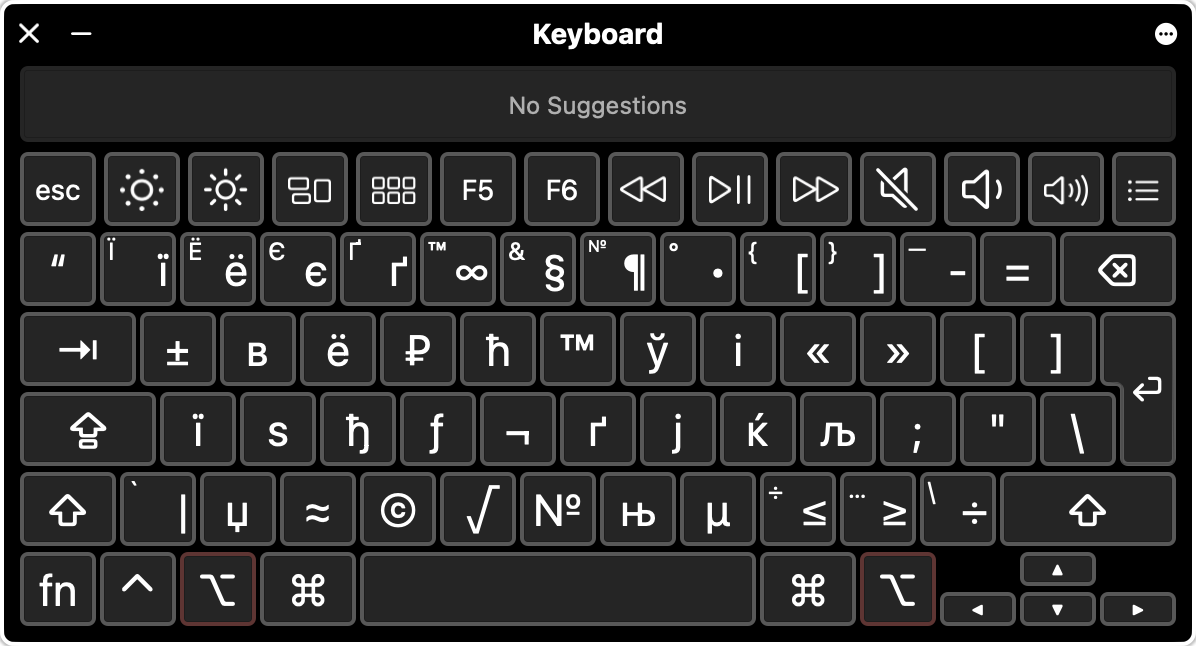 Keyboard
No Suggestions
esc F5 F6
“ Ї ї Ё ё Є є Ґ ґ ™ ∞ & § № ¶ ° • { [ } ] — – =
± в ё ₽ ћ ™ ў і « » [ ]
ї ѕ ђ ƒ ¬ ґ ј ќ љ ; " \
` | џ ≈ © √ № њ µ ÷ ≤ … ≥ \ ÷
fn ^ ⌥ ⌘ ⌘ ⌥